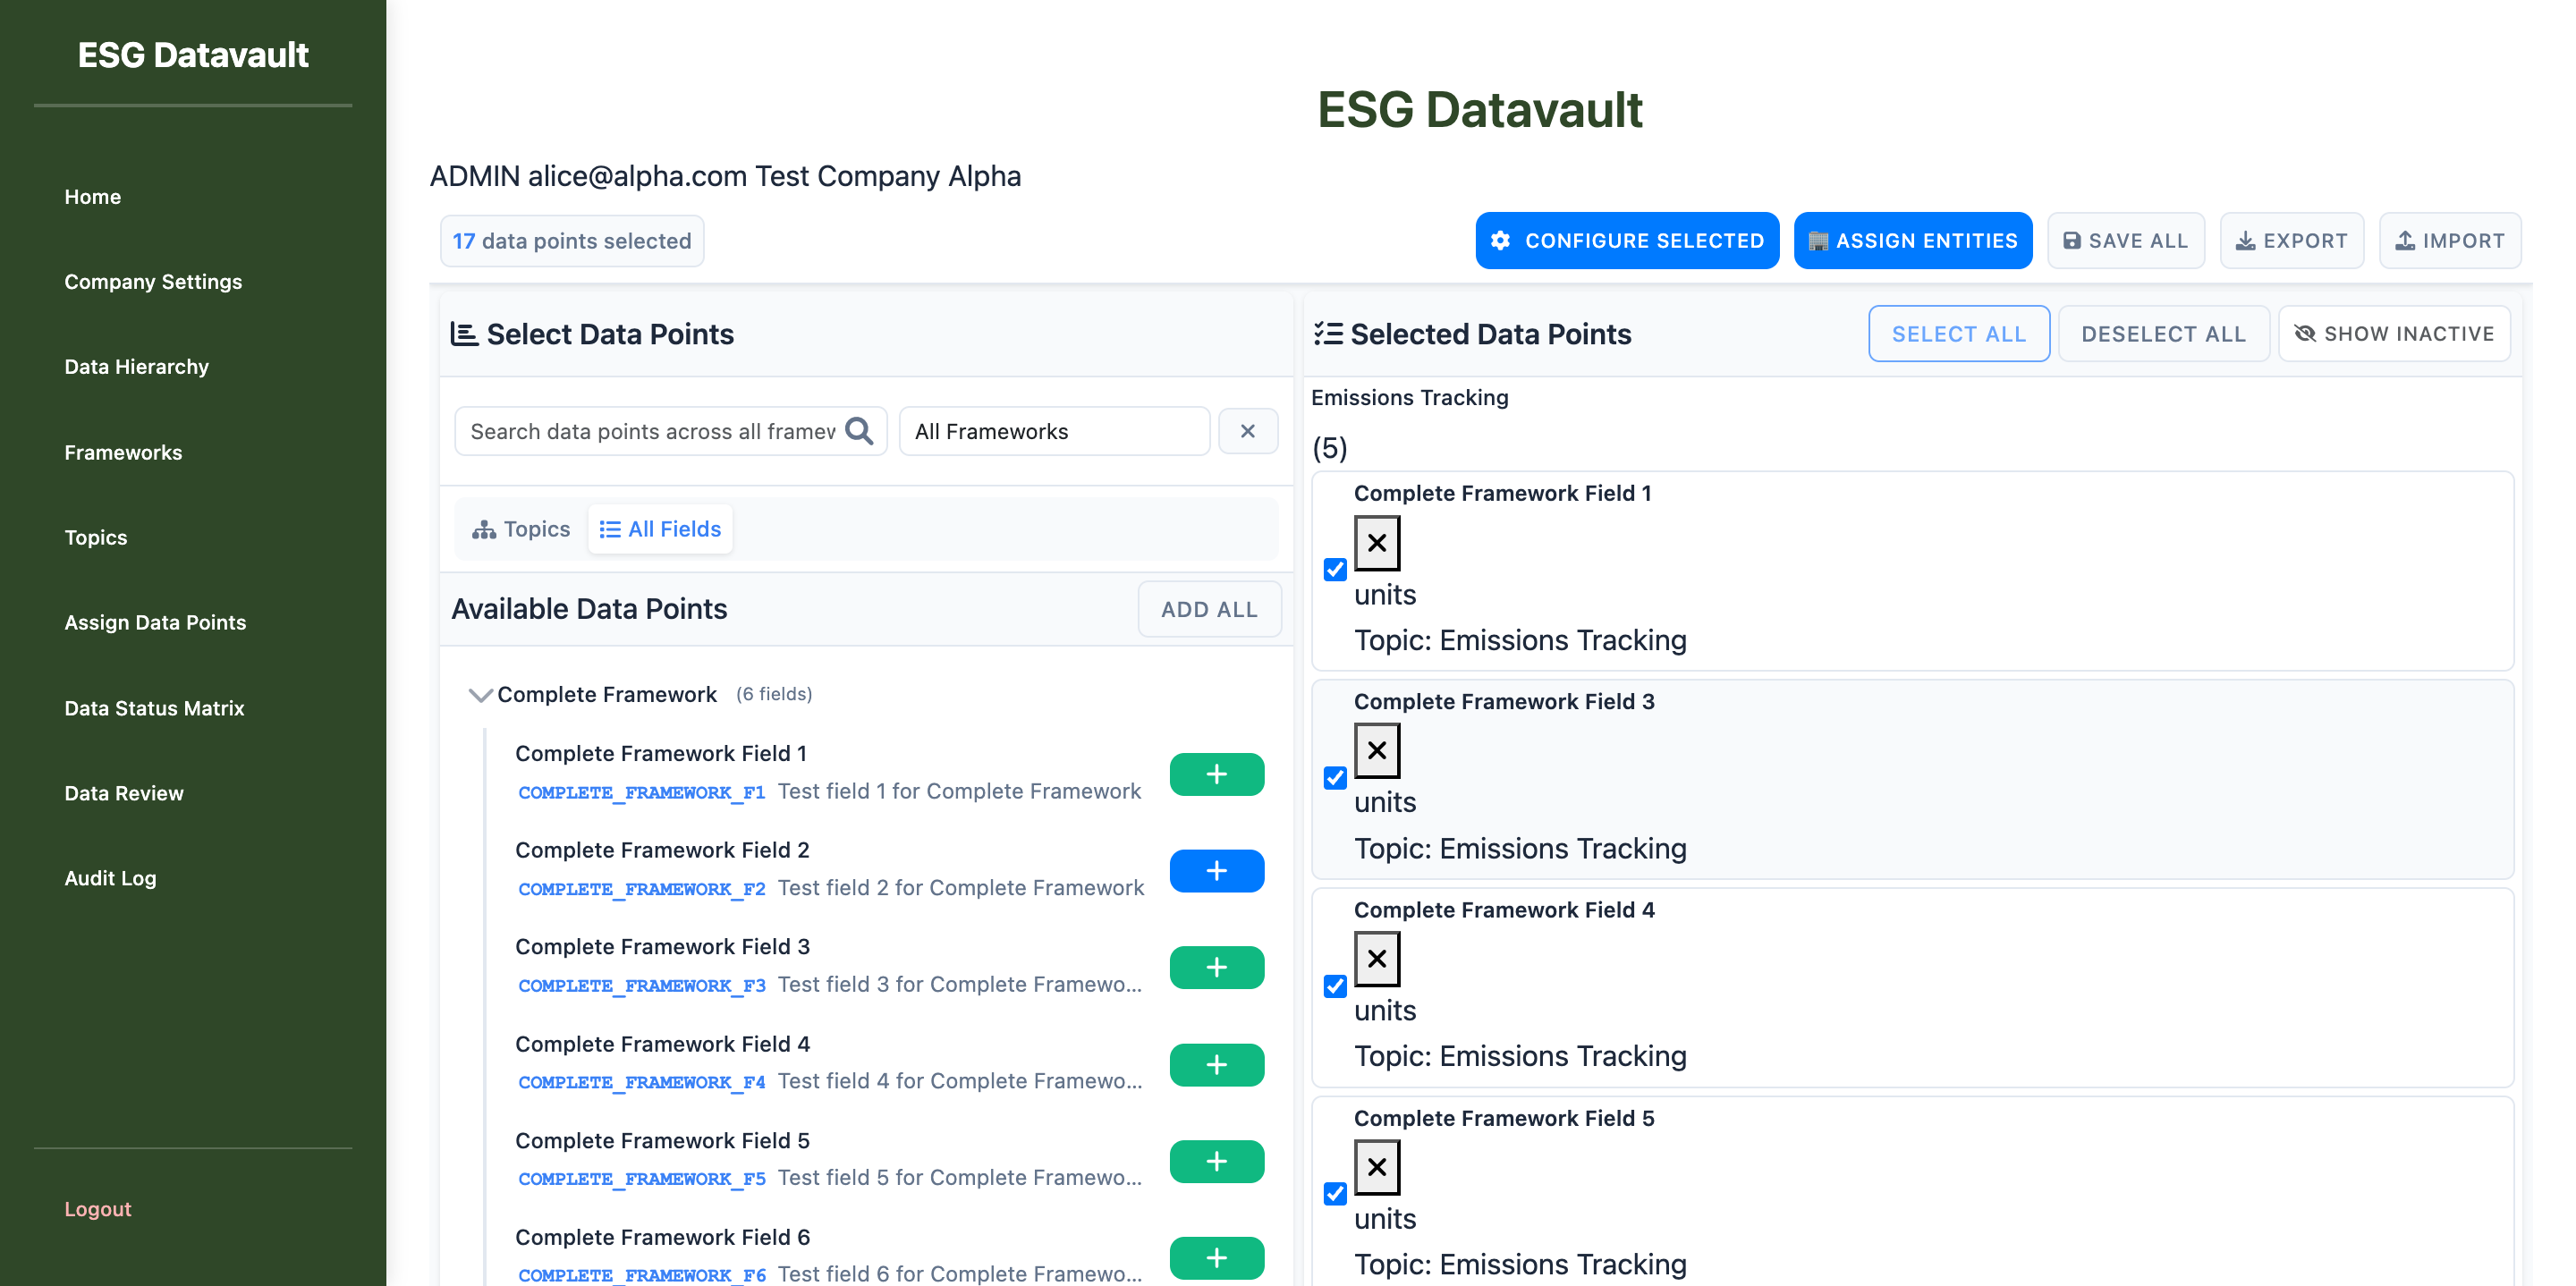 ESG Datavault
Home
Company Settings
Data Hierarchy
Frameworks
Topics
Assign Data Points
Data Status Matrix
Data Review
Audit Log
Logout
ESG Datavault
ADMIN alice@alpha.com Test Company Alpha
17 data points selected
CONFIGURE SELECTED
ASSIGN ENTITIES
SAVE ALL
EXPORT
IMPORT
Select Data Points
Search data points across all framew
All Frameworks
Topics
All Fields
Available Data Points
ADD ALL
Complete Framework (6 fields)
Complete Framework Field 1
COMPLETE_FRAMEWORK_F1 Test field 1 for Complete Framework
Complete Framework Field 2
COMPLETE_FRAMEWORK_F2 Test field 2 for Complete Framework
Complete Framework Field 3
COMPLETE_FRAMEWORK_F3 Test field 3 for Complete Framewo...
Complete Framework Field 4
COMPLETE_FRAMEWORK_F4 Test field 4 for Complete Framewo...
Complete Framework Field 5
COMPLETE_FRAMEWORK_F5 Test field 5 for Complete Framewo...
Complete Framework Field 6
COMPLETE_FRAMEWORK_F6 Test field 6 for Complete Framewo...
Selected Data Points
SELECT ALL
DESELECT ALL
SHOW INACTIVE
Emissions Tracking
(5)
Complete Framework Field 1
units
Topic: Emissions Tracking
Complete Framework Field 3
units
Topic: Emissions Tracking
Complete Framework Field 4
units
Topic: Emissions Tracking
Complete Framework Field 5
units
Topic: Emissions Tracking